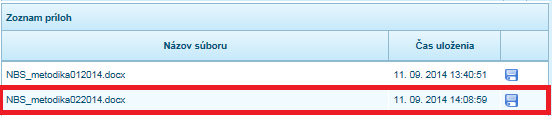 Zoznam príloh
Názov súboru Čas uloženia
NBS_metodika012014.docx 11. 09. 2014 13:40:51
NBS_metodika022014.docx 11. 09. 2014 14:08:59